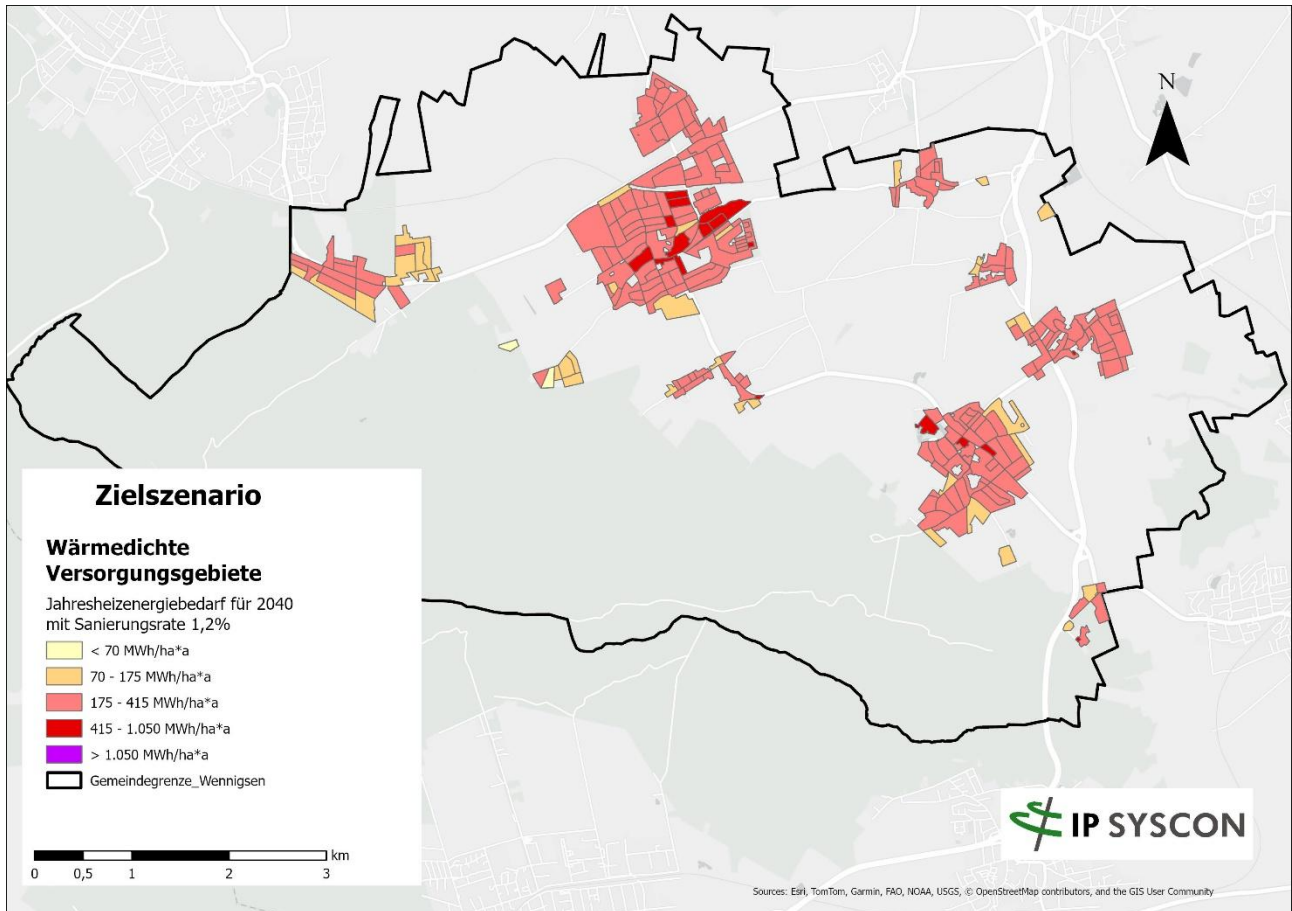 N
Zielszenario
Wärmedichte
Versorgungsgebiete
Jahresheizenergiebedarf für 2040
mit Sanierungsrate 1,2%
< 70 MWh/ha*a
70 - 175 MWh/ha*a
175 - 415 MWh/ha*a
415 - 1.050 MWh/ha*a
> 1.050 MWh/ha*a
Gemeindegrenze_Wennigsen
km
0 0,5 1 2 3
IP SYSCON
Sources: Esri, TomTom, Garmin, FAO, NOAA, USGS, © OpenStreetMap contributors, and the GIS User Community